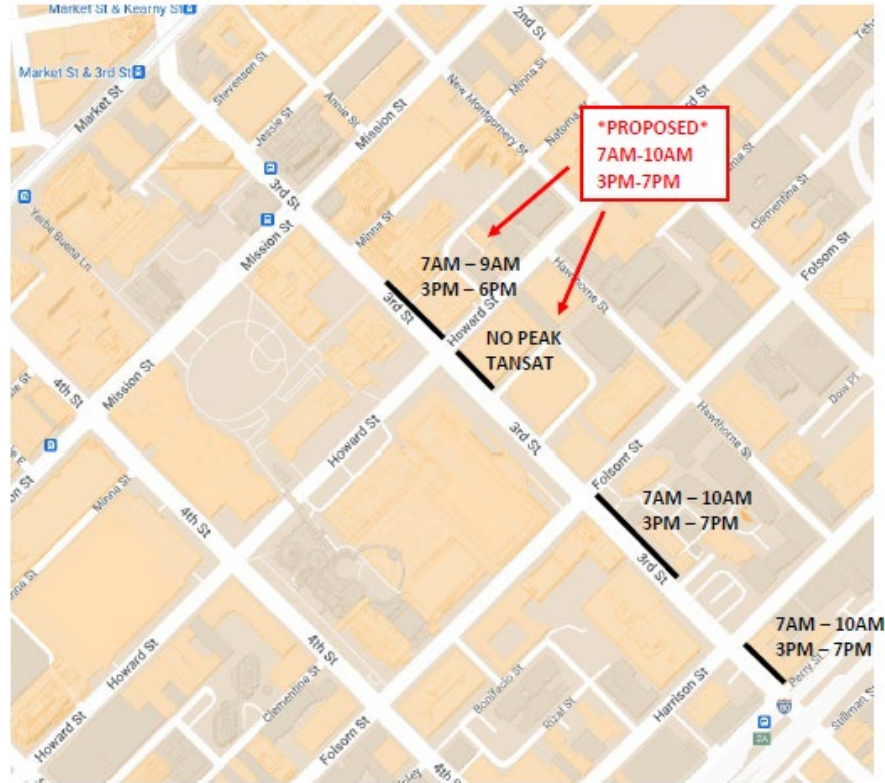 Market St & Kearny St
2nd St
Market St & 3rd St
Market St
Stevenson St
Jessie St
Annie St
Mission St
New Montgomery St
Minna St
Natoma St
*PROPOSED*
7AM-10AM
3PM-7PM
Clementina St
Folsom St
3rd St
Yerba Buena Ln
Mission St
Minna St
7AM – 9AM
3PM – 6PM
3rd St
Howard St
Hawthorne St
NO PEAK
TANSAT
4th St
Mission St
Howard St
3rd St
Dow Pl
Hawthorne St
Folsom St
Minna St
4th St
7AM – 10AM
3PM – 7PM
3rd St
7AM – 10AM
3PM – 7PM
Perry St
Howard St
4th St
Clementina St
Bonifacio St
Rizal St
Harrison St
Stillman St
2A
Howard St
Folsom St
4th St